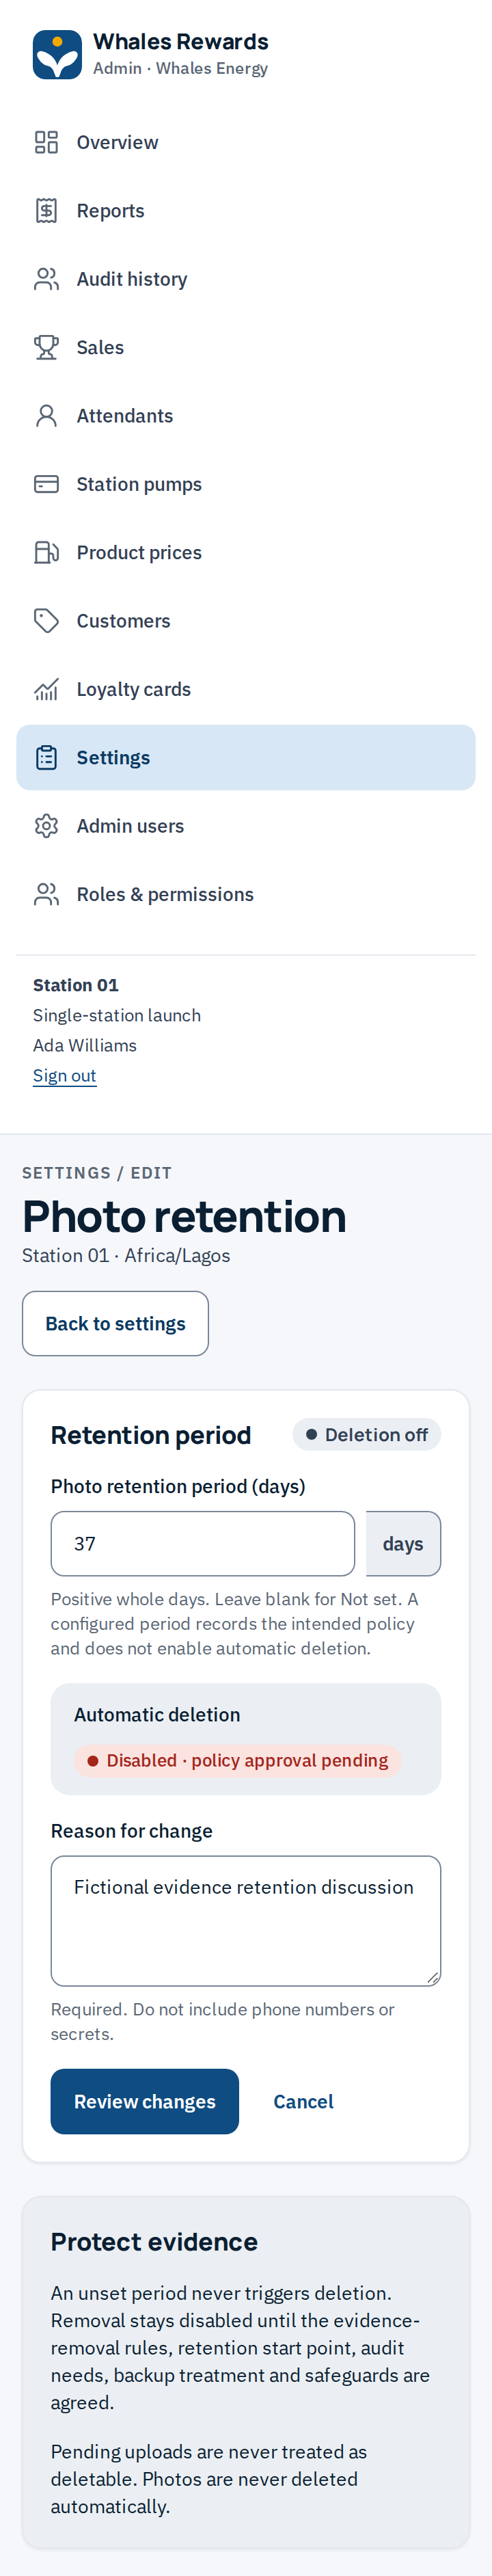 Whales Rewards
Admin · Whales Energy
Overview
Reports
Audit history
Sales
Attendants
Station pumps
Product prices
Customers
Loyalty cards
Settings
Admin users
Roles & permissions
Station 01
Single-station launch
Ada Williams
Sign out
SETTINGS / EDIT
Photo retention
Station 01 · Africa/Lagos
Back to settings
Retention period
Deletion off
Photo retention period (days)
37
days
Positive whole days. Leave blank for Not set. A
configured period records the intended policy
and does not enable automatic deletion.
Automatic deletion
Disabled · policy approval pending
Reason for change
Fictional evidence retention discussion
Required. Do not include phone numbers or
secrets.
Review changes
Cancel
Protect evidence
An unset period never triggers deletion.
Removal stays disabled until the evidence-
removal rules, retention start point, audit
needs, backup treatment and safeguards are
agreed.
Pending uploads are never treated as
deletable. Photos are never deleted
automatically.